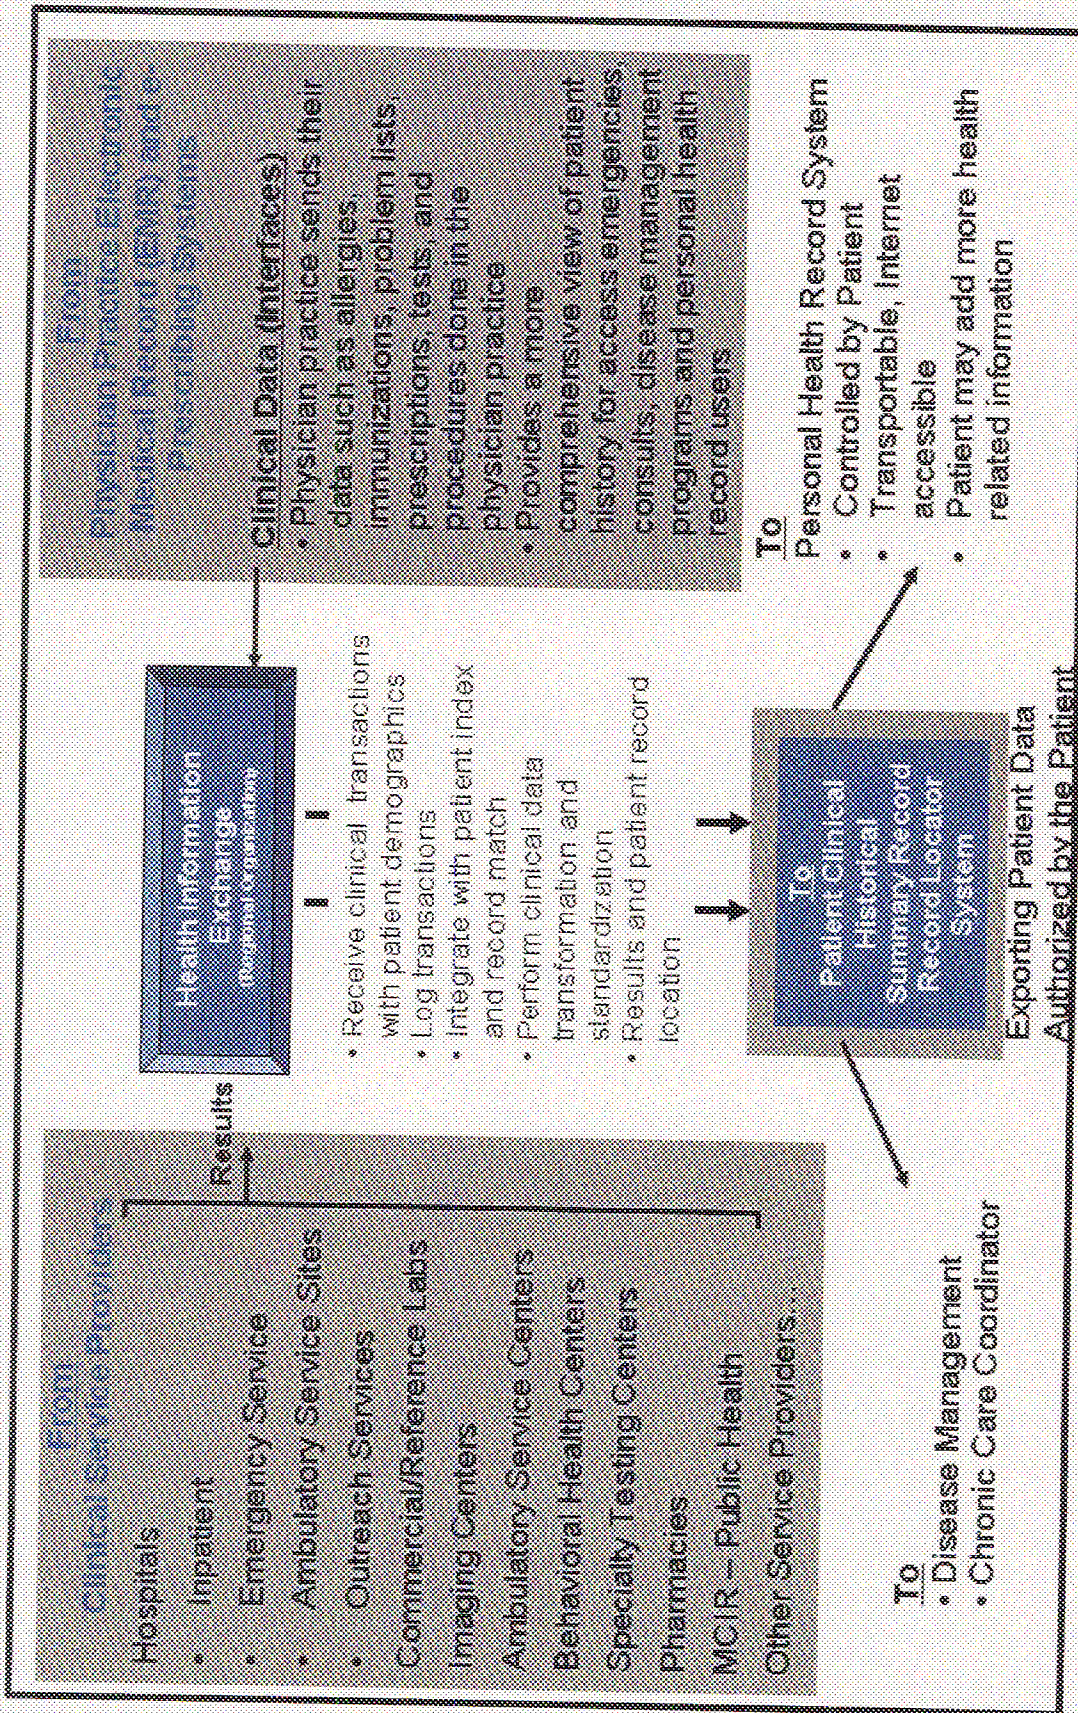 From
Clinical Service Providers
Hospitals
• Inpatient
• Emergency Service
• Ambulatory Service Sites
• Outreach Services
Commercial/Reference Labs
Imaging Centers
Ambulatory Service Centers
Behavioral Health Centers
Specialty Testing Centers
Pharmacies
MCIR – Public Health
Other Service Providers....
Results
Health Information
Exchange
(Regional Organization)
• Receive clinical transactions
with patient demographics
• Log transactions
• Integrate with patient index
and record match
• Perform clinical data
transformation and
standardization
• Results and patient record
location
From
Physician Practice Electronic
Medical Record (EMR) and e-
Prescribing Systems
Clinical Data (Interfaces)
• Physician practice sends their
data such as allergies,
immunizations, problem lists,
prescriptions, tests, and
procedures done in the
physician practice
• Provides a more
comprehensive view of patient
history for access emergencies,
consults, disease management
programs and personal health
record users
To
• Disease Management
• Chronic Care Coordinator
To
Patient Clinical
Historical
Summary Record
Record Locator
System
Exporting Patient Data
Authorized by the Patient
To
Personal Health Record System
• Controlled by Patient
• Transportable, Internet
accessible
• Patient may add more health
related information